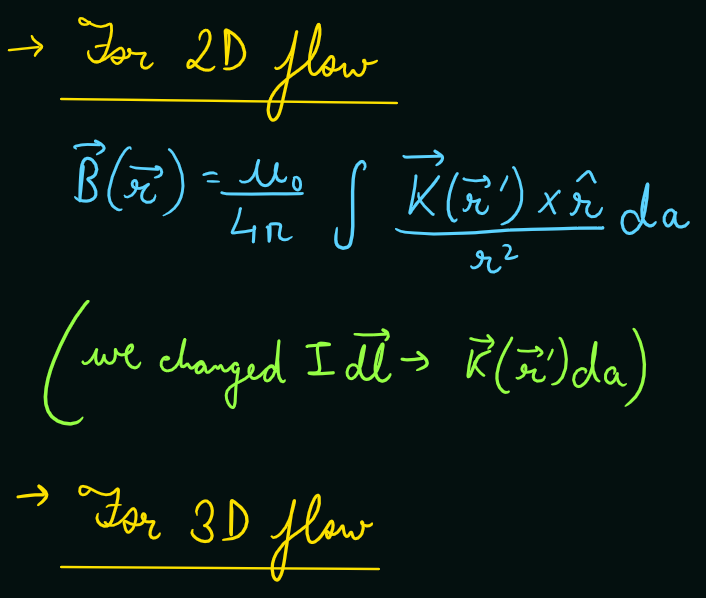 → For 2D flow
$\vec{B}(\vec{r}) = \frac{\mu_0}{4\pi} \int \frac{\vec{K}(\vec{r}') \times \hat{r}}{r^2} da$
(we changed I $\vec{dl}$ → $\vec{K}(\vec{r}')da$)
→ For 3D flow